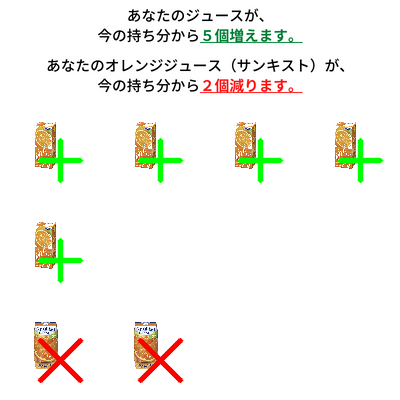 あなたのジュースが、
今の持ち分から５個増えます。
あなたのオレンジジュース（サンキスト）が、
今の持ち分から２個減ります。